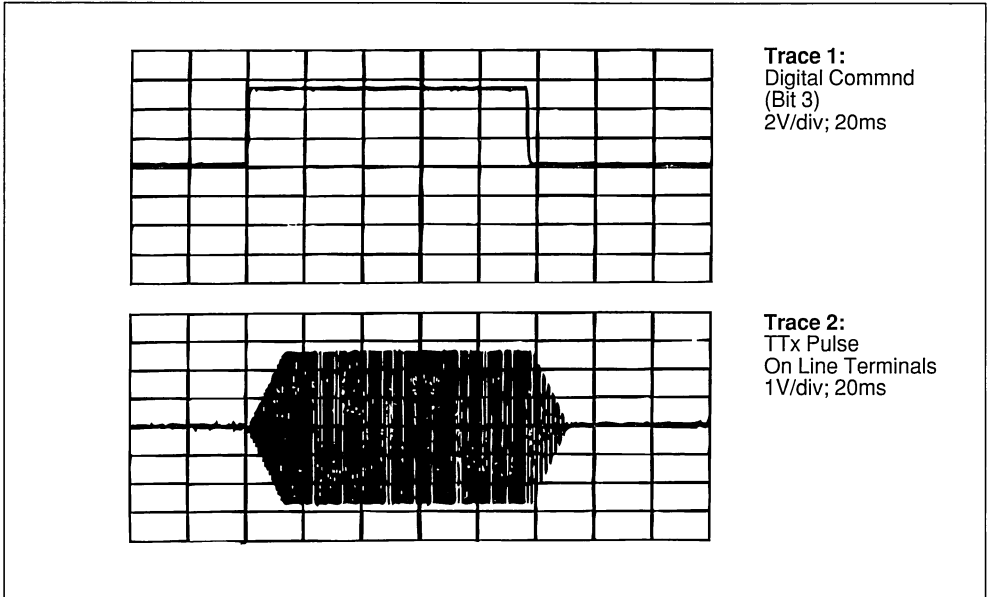 Trace 1:
Digital Commnd
(Bit 3)
2V/div; 20ms
Trace 2:
TTx Pulse
On Line Terminals
1V/div; 20ms